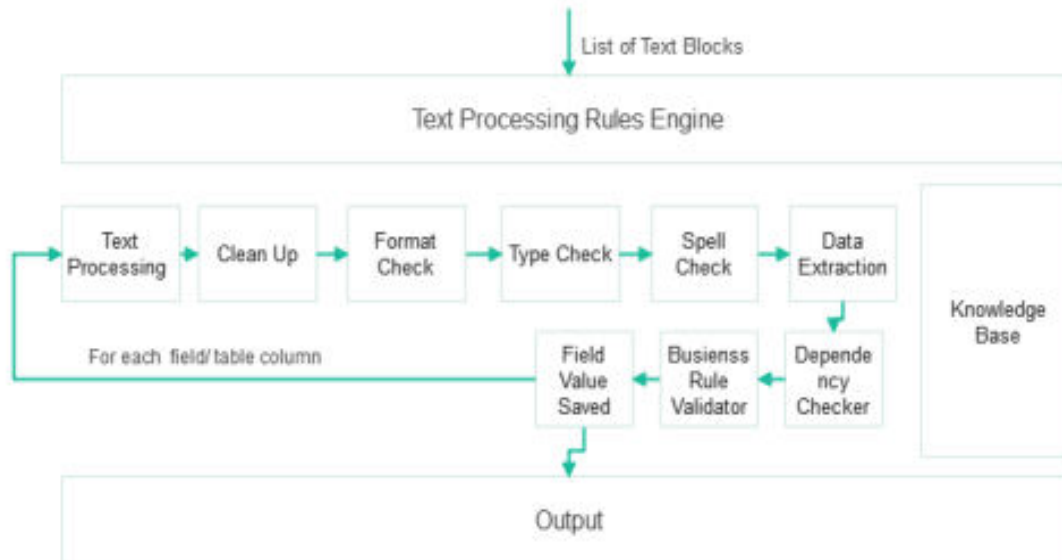 List of Text Blocks
Text Processing Rules Engine
Text
Processing
Clean Up
Format
Check
Type Check
Spell
Check
Data
Extraction
Knowledge
Base
For each field/ table column
Field
Value
Saved
Busienss
Rule
Validator
Depende
ncy
Checker
Output